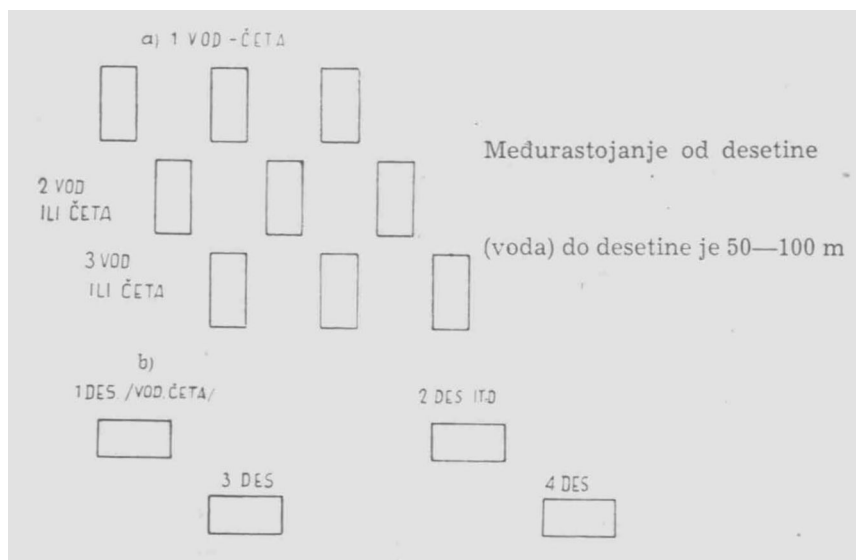 a) 1 VOD - ČETA
Međurastojanje od desetine
2 VOD
ILI ČETA
(voda) do desetine je 50—100 m
3 VOD
ILI ČETA
b)
1 DES /VOD. ČETA/
2 DES IT-D
3 DES
4 DES